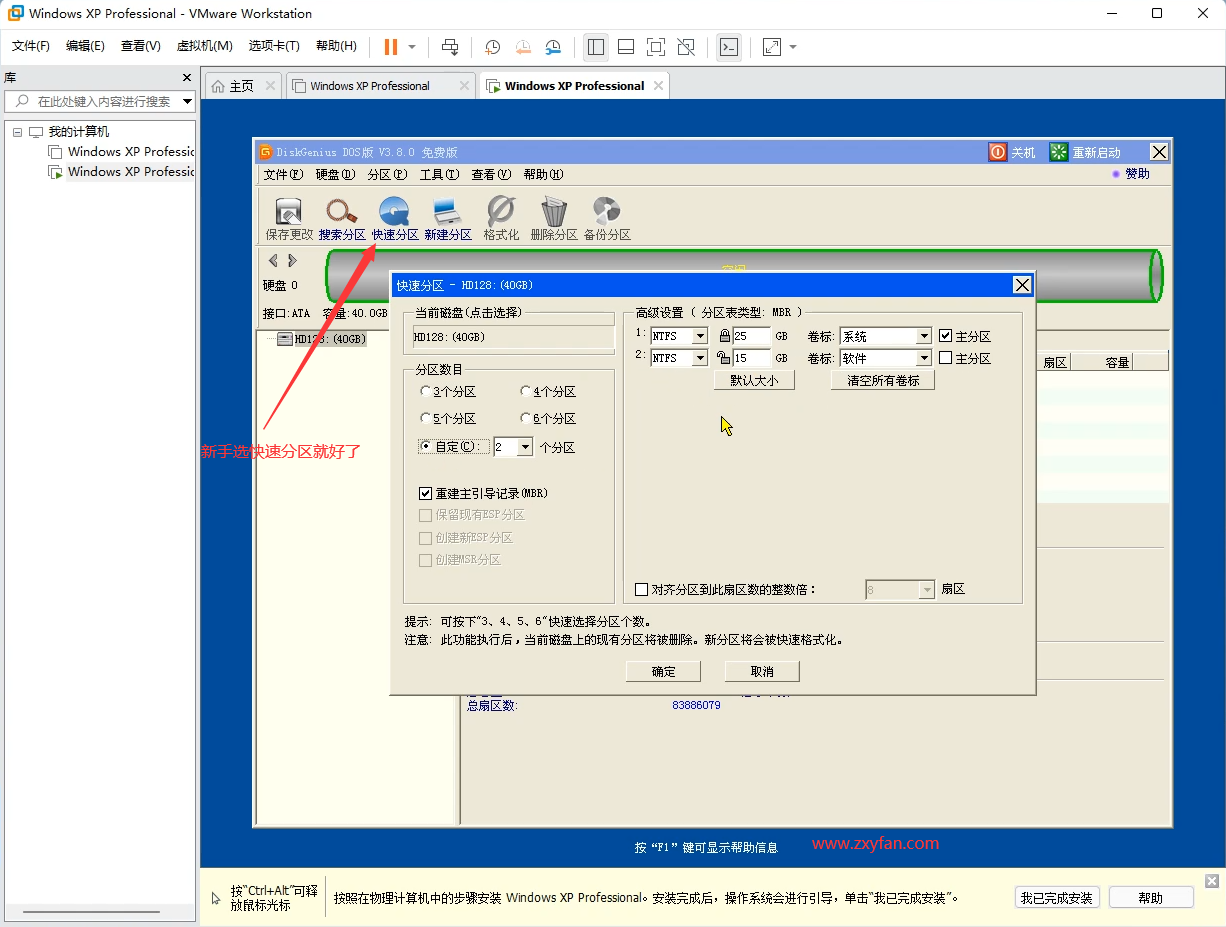 Windows XP Professional - VMware Workstation
文件(F) 编辑(E) 查看(V) 虚拟机(M) 选项卡(T) 帮助(H)
库
在此处键入内容进行搜索
我的计算机
Windows XP Professic
Windows XP Professic
主页 Windows XP Professional Windows XP Professional
DiskGenius DOS版 V3.8.0 免费版 关机 重新启动
文件(F) 硬盘(D) 分区(P) 工具(T) 查看(V) 帮助(H) 赞助
保存更改 搜索分区 快速分区 新建分区 格式化 删除分区 备份分区
硬盘 0
接口:ATA 容量:40.0GB
HD128:(40GB)
新手选快速分区就好了
快速分区 - HD128:(40GB)
当前磁盘(点击选择)
HD128:(40GB)
分区数目
3个分区 4个分区
5个分区 6个分区
自定(C): 2 个分区
重建主引导记录(MBR)
保留现有ESP分区
创建新ESP分区
创建MSR分区
高级设置 ( 分区表类型: MBR )
1: NTFS 25 GB 卷标: 系统 主分区
2: NTFS 15 GB 卷标: 软件 主分区
默认大小 清空所有卷标
对齐分区到此扇区数的整数倍: 8 扇区
提示: 可按下"3、4、5、6"快速选择分区个数。
注意: 此功能执行后,当前磁盘上的现有分区将被删除。新分区将会被快速格式化。
确定 取消
扇区 容量
总扇区数: 83886079
按 “F1” 键可显示帮助信息
www.zxyfan.com
按“Ctrl+Alt”可释
放鼠标光标
按照在物理计算机中的步骤安装 Windows XP Professional。安装完成后，操作系统会进行引导，单击“我已完成安装”。
我已完成安装 帮助